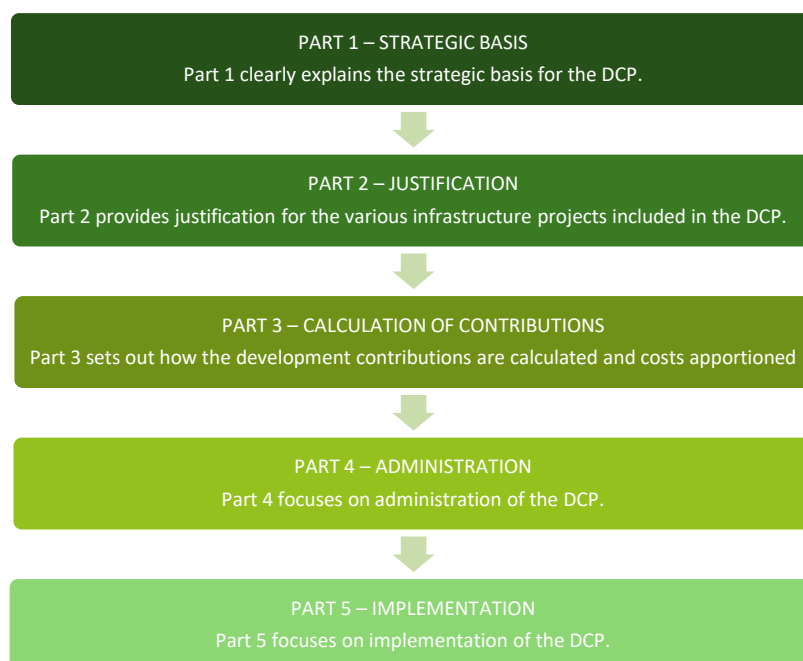 PART 1 – STRATEGIC BASIS
Part 1 clearly explains the strategic basis for the DCP.
PART 2 – JUSTIFICATION
Part 2 provides justification for the various infrastructure projects included in the DCP.
PART 3 – CALCULATION OF CONTRIBUTIONS
Part 3 sets out how the development contributions are calculated and costs apportioned
PART 4 – ADMINISTRATION
Part 4 focuses on administration of the DCP.
PART 5 – IMPLEMENTATION
Part 5 focuses on implementation of the DCP.